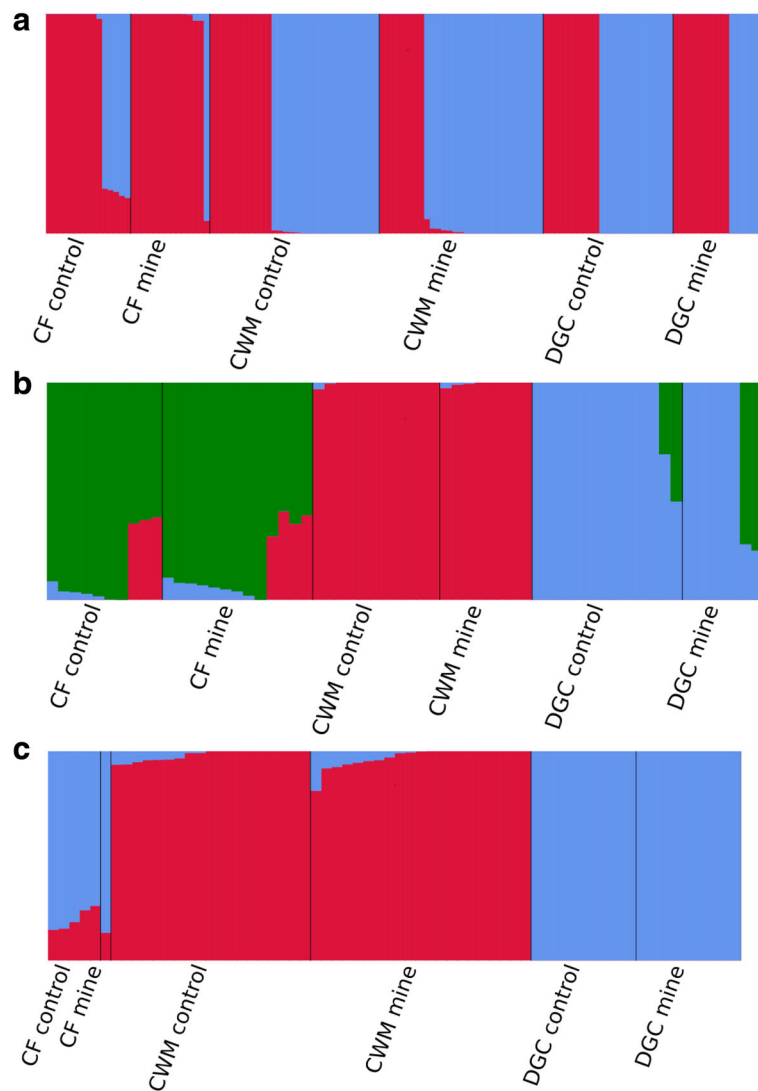 a
CF control
CF mine
CWM control
CWM mine
DGC control
DGC mine
b
CF control
CF mine
CWM control
CWM mine
DGC control
DGC mine
c
CF control
CF mine
CWM control
CWM mine
DGC control
DGC mine